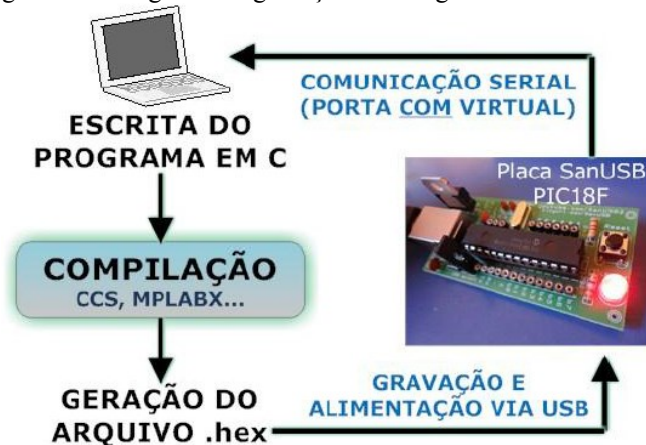 COMUNICAÇÃO SERIAL
(PORTA COM VIRTUAL)
ESCRITA DO
PROGRAMA EM C
Placa SanUSB
PIC18F
COMPILAÇÃO
CCS, MPLABX...
GERAÇÃO DO
ARQUIVO .hex
GRAVAÇÃO E
ALIMENTAÇÃO VIA USB
Reset